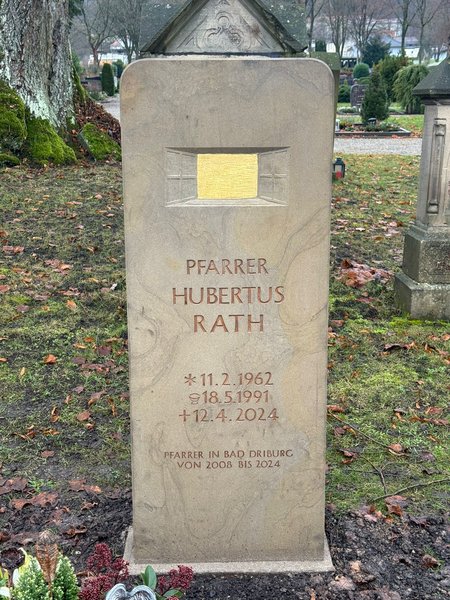 PFARRER
HUBERTUS
RATH
* 11. 2. 1962
18. 5. 1991
† 12. 4. 2024
PFARRER IN BAD DRIBURG
VON 2008 BIS 2024